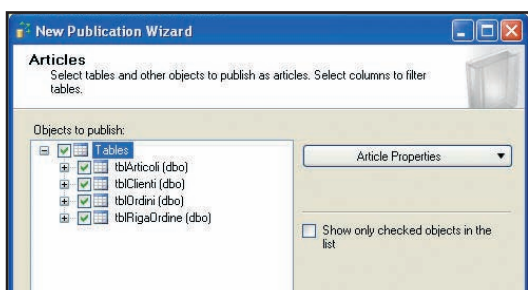 New Publication Wizard
Articles
Select tables and other objects to publish as articles. Select columns to filter
tables.
Objects to publish:
Tables
tblArticoli (dbo)
tblClienti (dbo)
tblOrdini (dbo)
tblRigaOrdine (dbo)
Article Properties
Show only checked objects in the
list